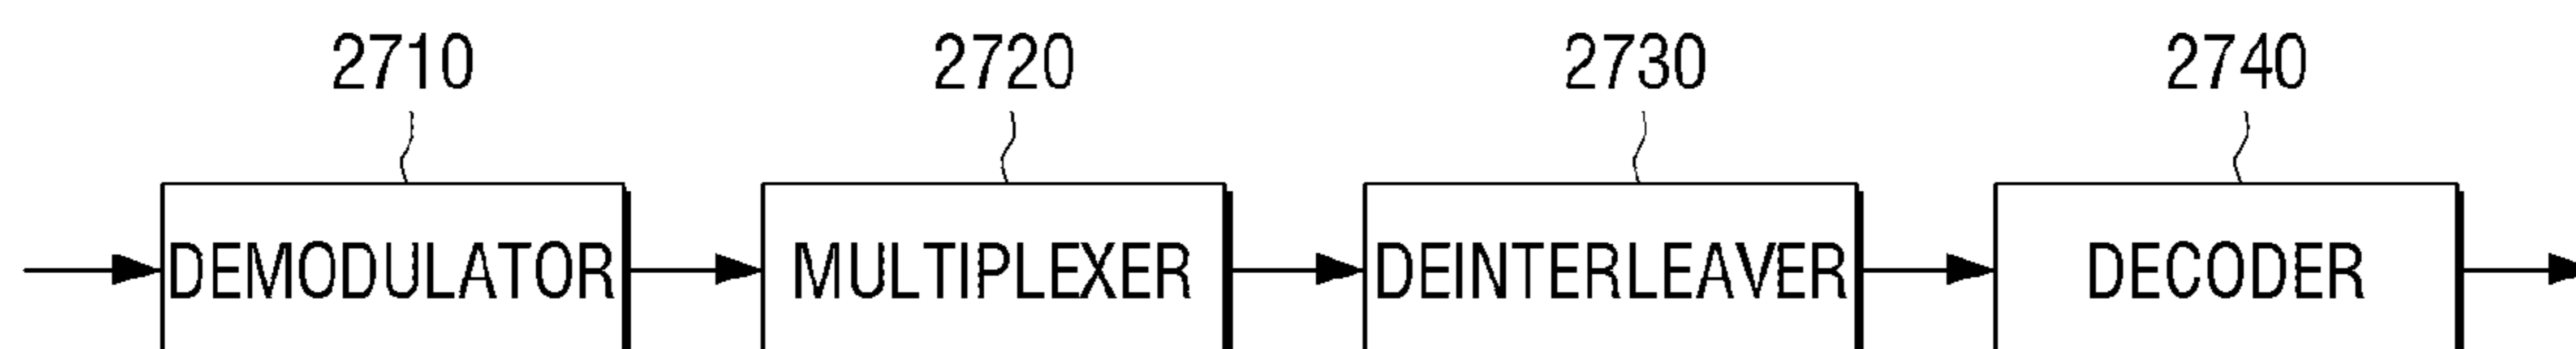 2710 2720 2730 2740
DEMODULATOR MULTIPLEXER DEINTERLEAVER DECODER